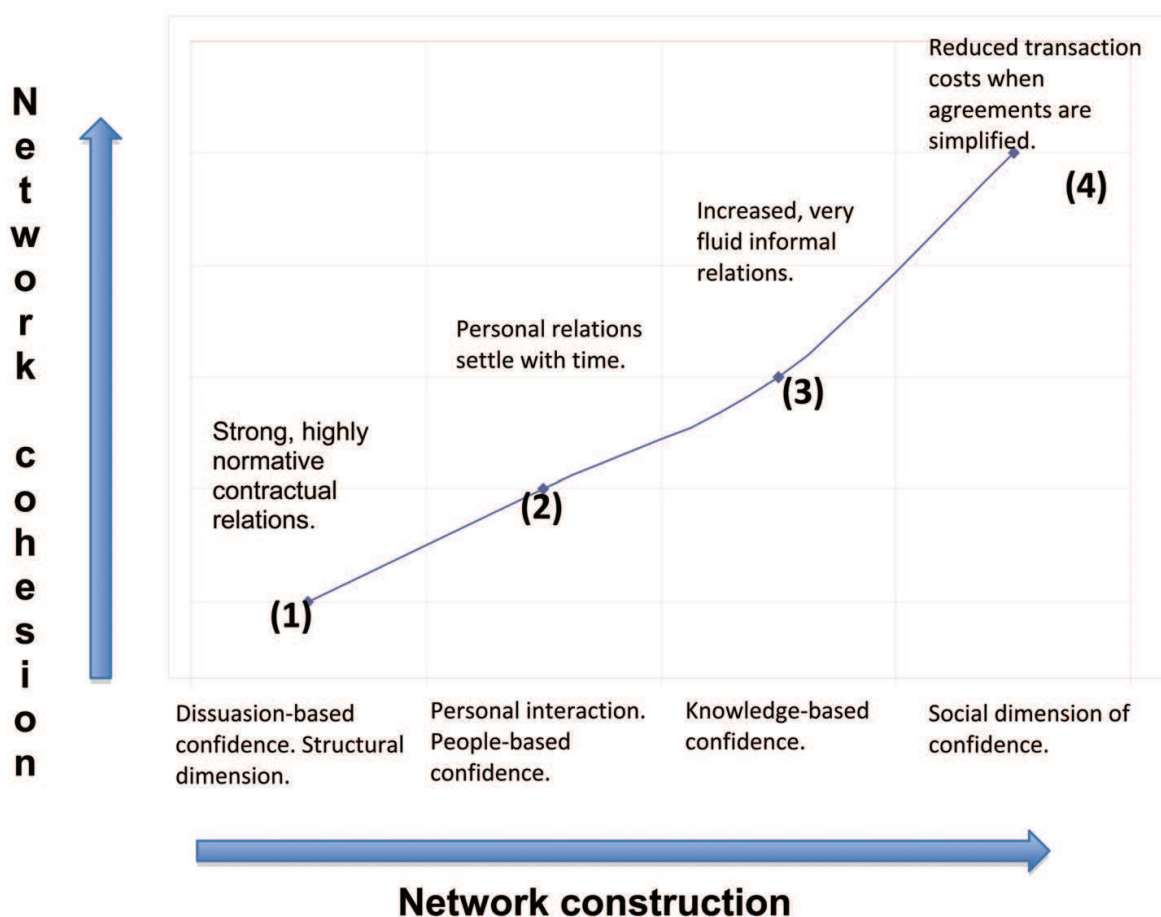 Network cohesion
Reduced transaction
costs when
agreements are
simplified.
(4)
Increased, very
fluid informal
relations.
Personal relations
settle with time.
(3)
Strong, highly
normative
contractual
relations.
(2)
(1)
Dissuasion-based
confidence. Structural
dimension.
Personal interaction.
People-based
confidence.
Knowledge-based
confidence.
Social dimension of
confidence.
Network construction